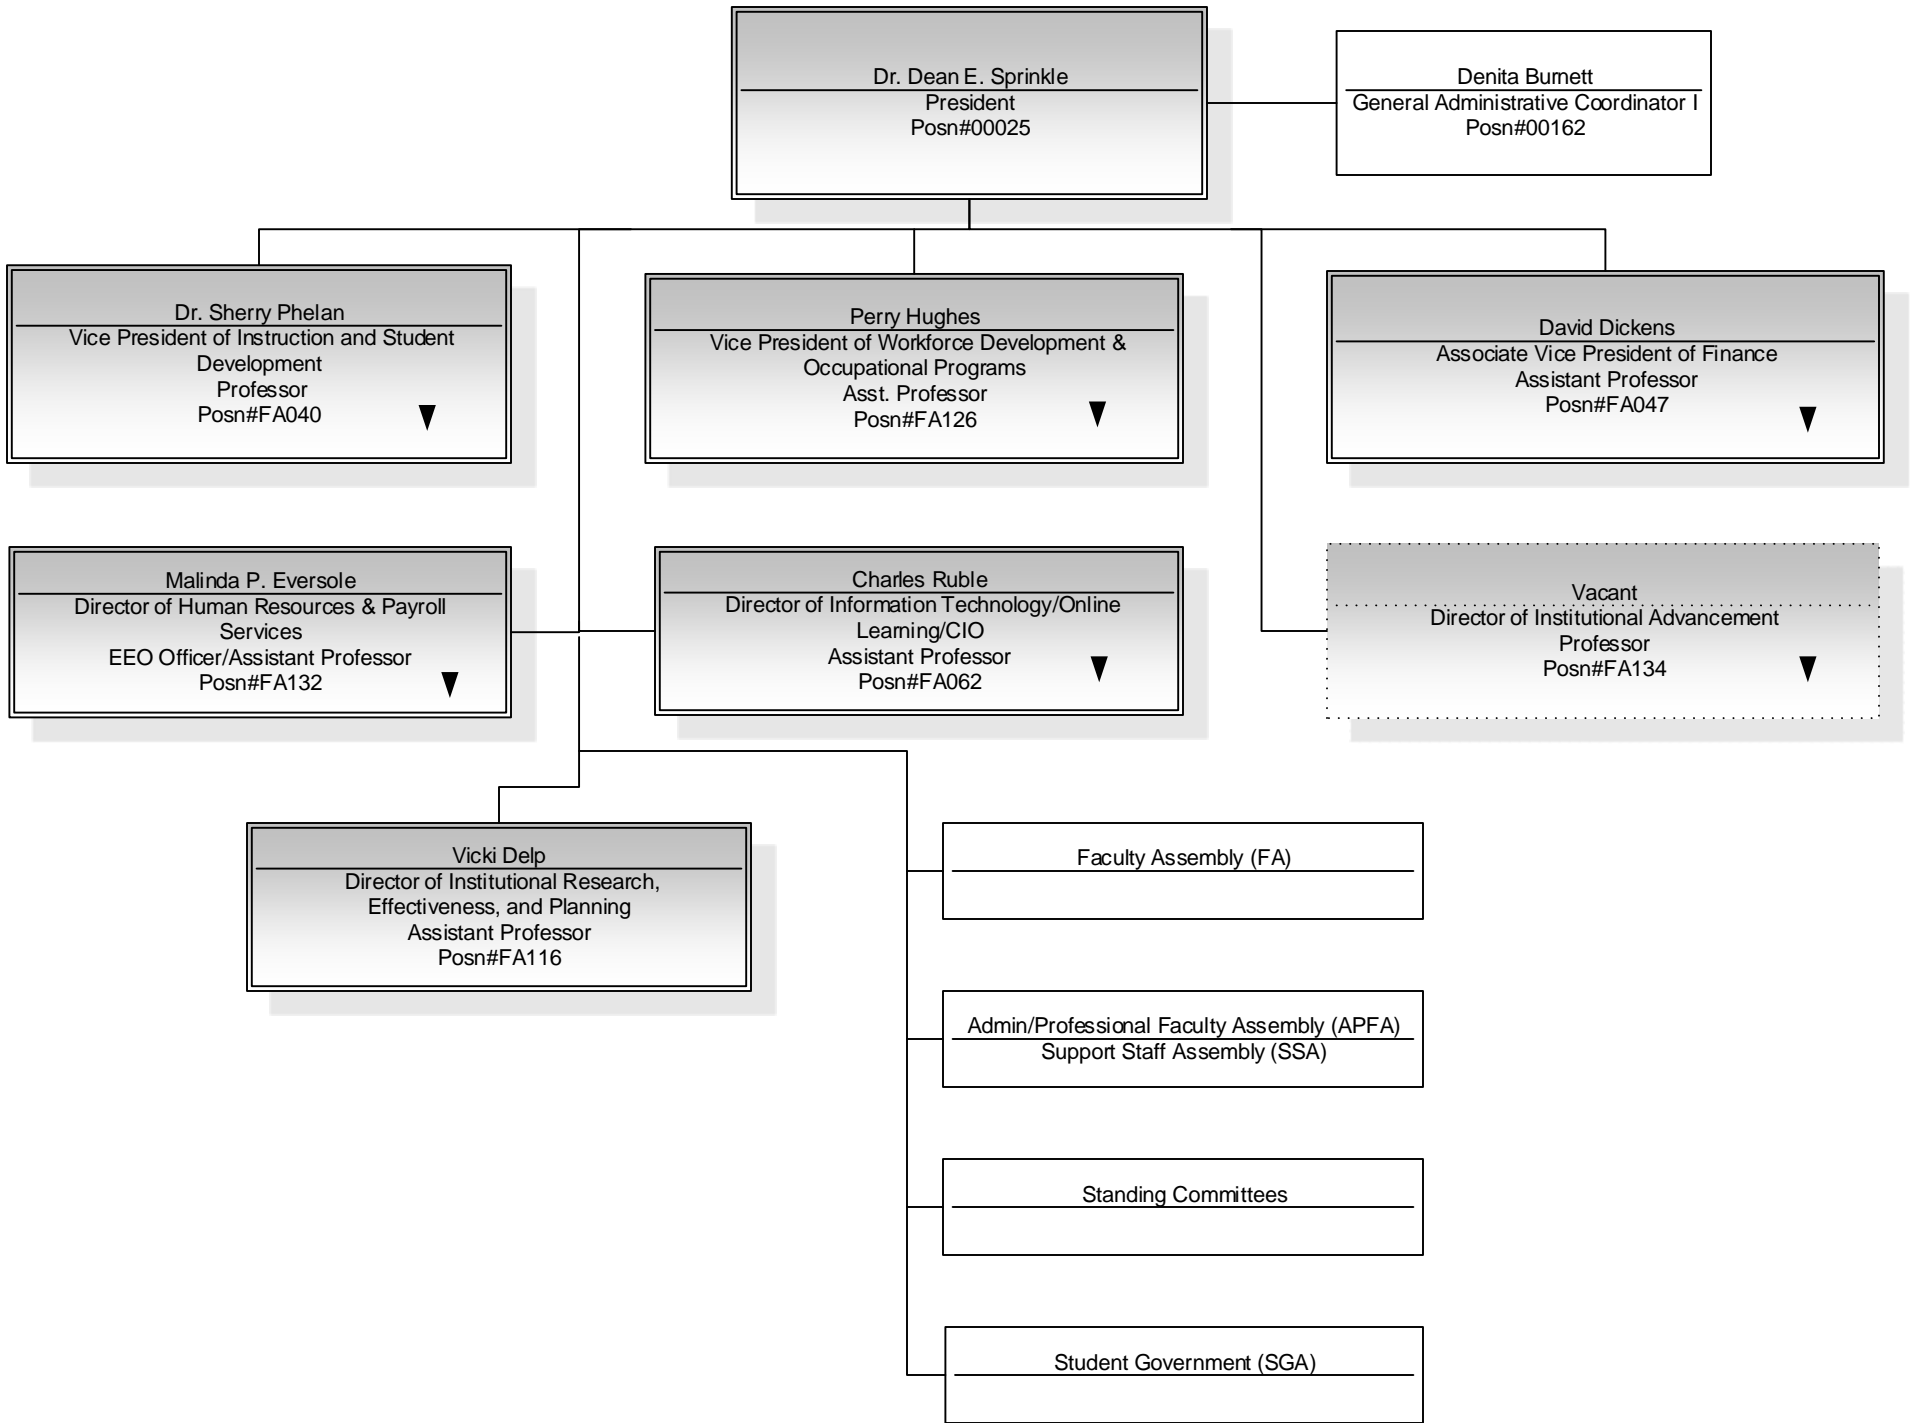 Dr. Dean E. Sprinkle
President
Posn#00025
Denita Burnett
General Administrative Coordinator I
Posn#00162
Dr. Sherry Phelan
Vice President of Instruction and Student
Development
Professor
Posn#FA040
Perry Hughes
Vice President of Workforce Development &
Occupational Programs
Asst. Professor
Posn#FA126
David Dickens
Associate Vice President of Finance
Assistant Professor
Posn#FA047
Malinda P. Eversole
Director of Human Resources & Payroll
Services
EEO Officer/Assistant Professor
Posn#FA132
Charles Ruble
Director of Information Technology/Online
Learning/CIO
Assistant Professor
Posn#FA062
Vacant
Director of Institutional Advancement
Professor
Posn#FA134
Vicki Delp
Director of Institutional Research,
Effectiveness, and Planning
Assistant Professor
Posn#FA116
Faculty Assembly (FA)
Admin/Professional Faculty Assembly (APFA)
Support Staff Assembly (SSA)
Standing Committees
Student Government (SGA)